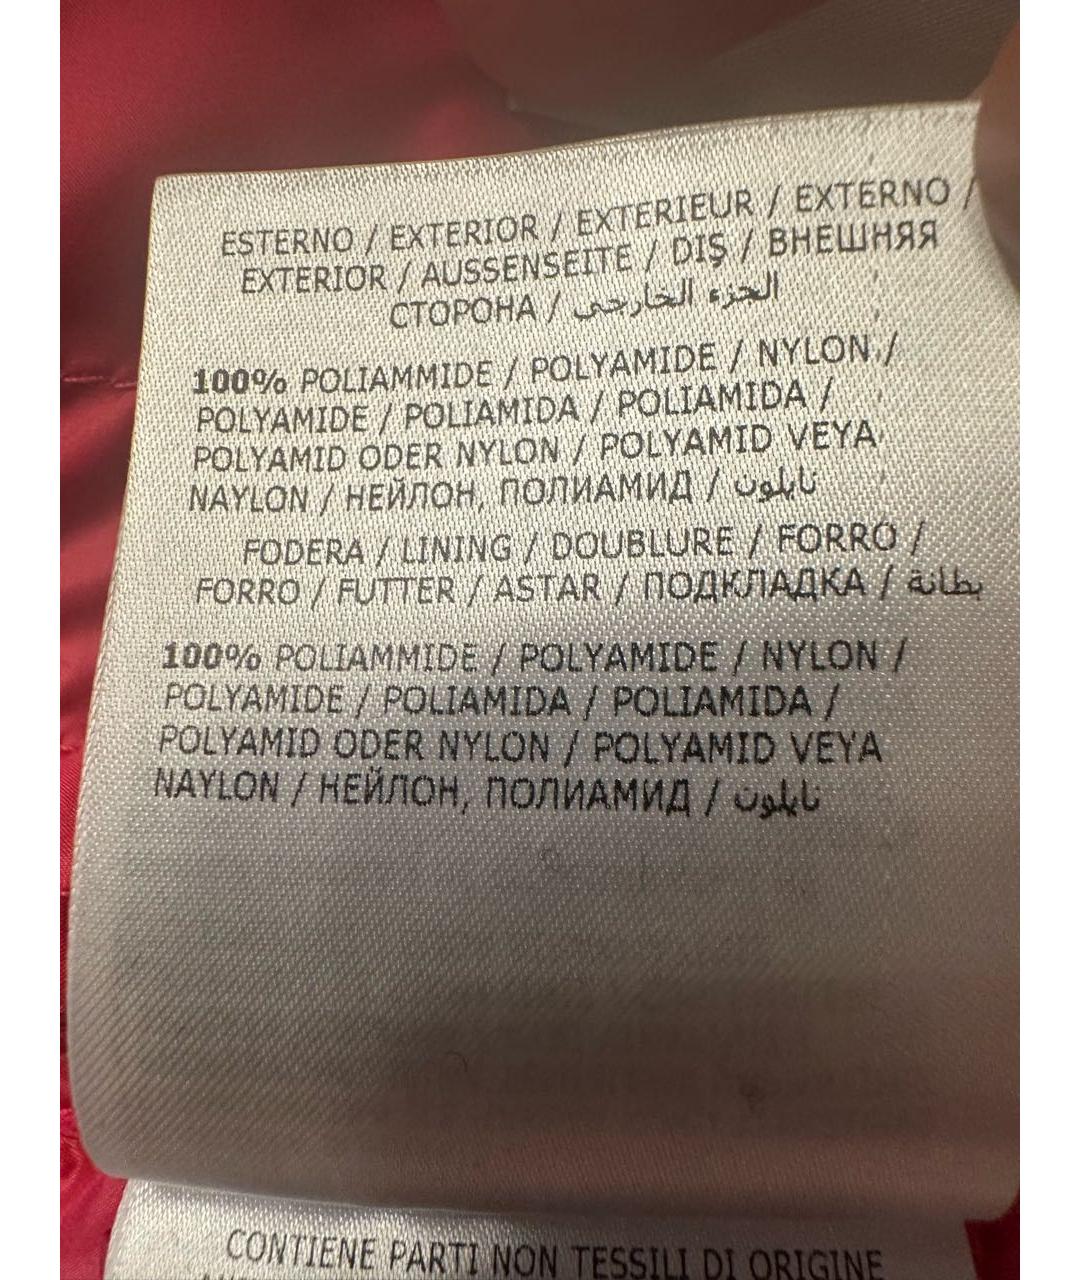 ESTERNO / EXTERIOR / EXTERIEUR / EXTERNO /
EXTERIOR / AUSSENSEITE / DIŞ / ВНЕШНЯЯ
СТОРОНА / الجزء الخارجي
100% POLIAMMIDE / POLYAMIDE / NYLON /
POLYAMIDE / POLIAMIDA / POLIAMIDA /
POLYAMID ODER NYLON / POLYAMID VEYA
NAYLON / НЕЙЛОН, ПОЛИАМИД / نايلون
FODERA / LINING / DOUBLURE / FORRO /
FORRO / FUTTER / ASTAR / ПОДКЛАДКА / بطانة
100% POLIAMMIDE / POLYAMIDE / NYLON /
POLYAMIDE / POLIAMIDA / POLIAMIDA /
POLYAMID ODER NYLON / POLYAMID VEYA
NAYLON / НЕЙЛОН, ПОЛИАМИД / نايلون
CONTIENE PARTI NON TESSILI DI ORIGINE